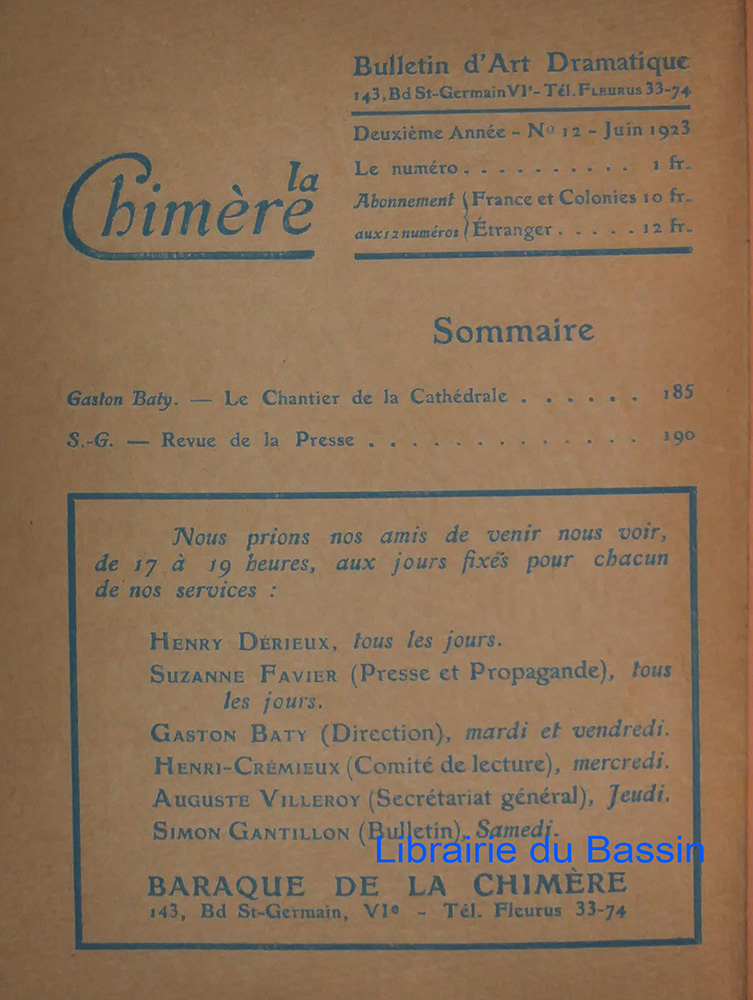 la
Chimère
Bulletin d'Art Dramatique
143, Bd St-Germain VIe - Tél. FLEURUS 33-74
Deuxième Année - No 12 - Juin 1923
Le numéro . . . . . . . . . . 1 fr.
Abonnement { France et Colonies 10 fr.
aux 12 numéros { Étranger . . . . . 12 fr.
Sommaire
Gaston Baty. — Le Chantier de la Cathédrale . . . . . . 185
S.-G. — Revue de la Presse . . . . . . . . . . . . . 190
Nous prions nos amis de venir nous voir,
de 17 à 19 heures, aux jours fixés pour chacun
de nos services :
HENRY DÉRIEUX, tous les jours.
SUZANNE FAVIER (Presse et Propagande), tous
les jours.
GASTON BATY (Direction), mardi et vendredi.
HENRI-CRÉMIEUX (Comité de lecture), mercredi.
AUGUSTE VILLEROY (Secrétariat général), Jeudi.
SIMON GANTILLON (Bulletin), Samedi.
Librairie du Bassin
BARAQUE DE LA CHIMÈRE
143, Bd St-Germain, VIe - Tél. Fleurus 33-74